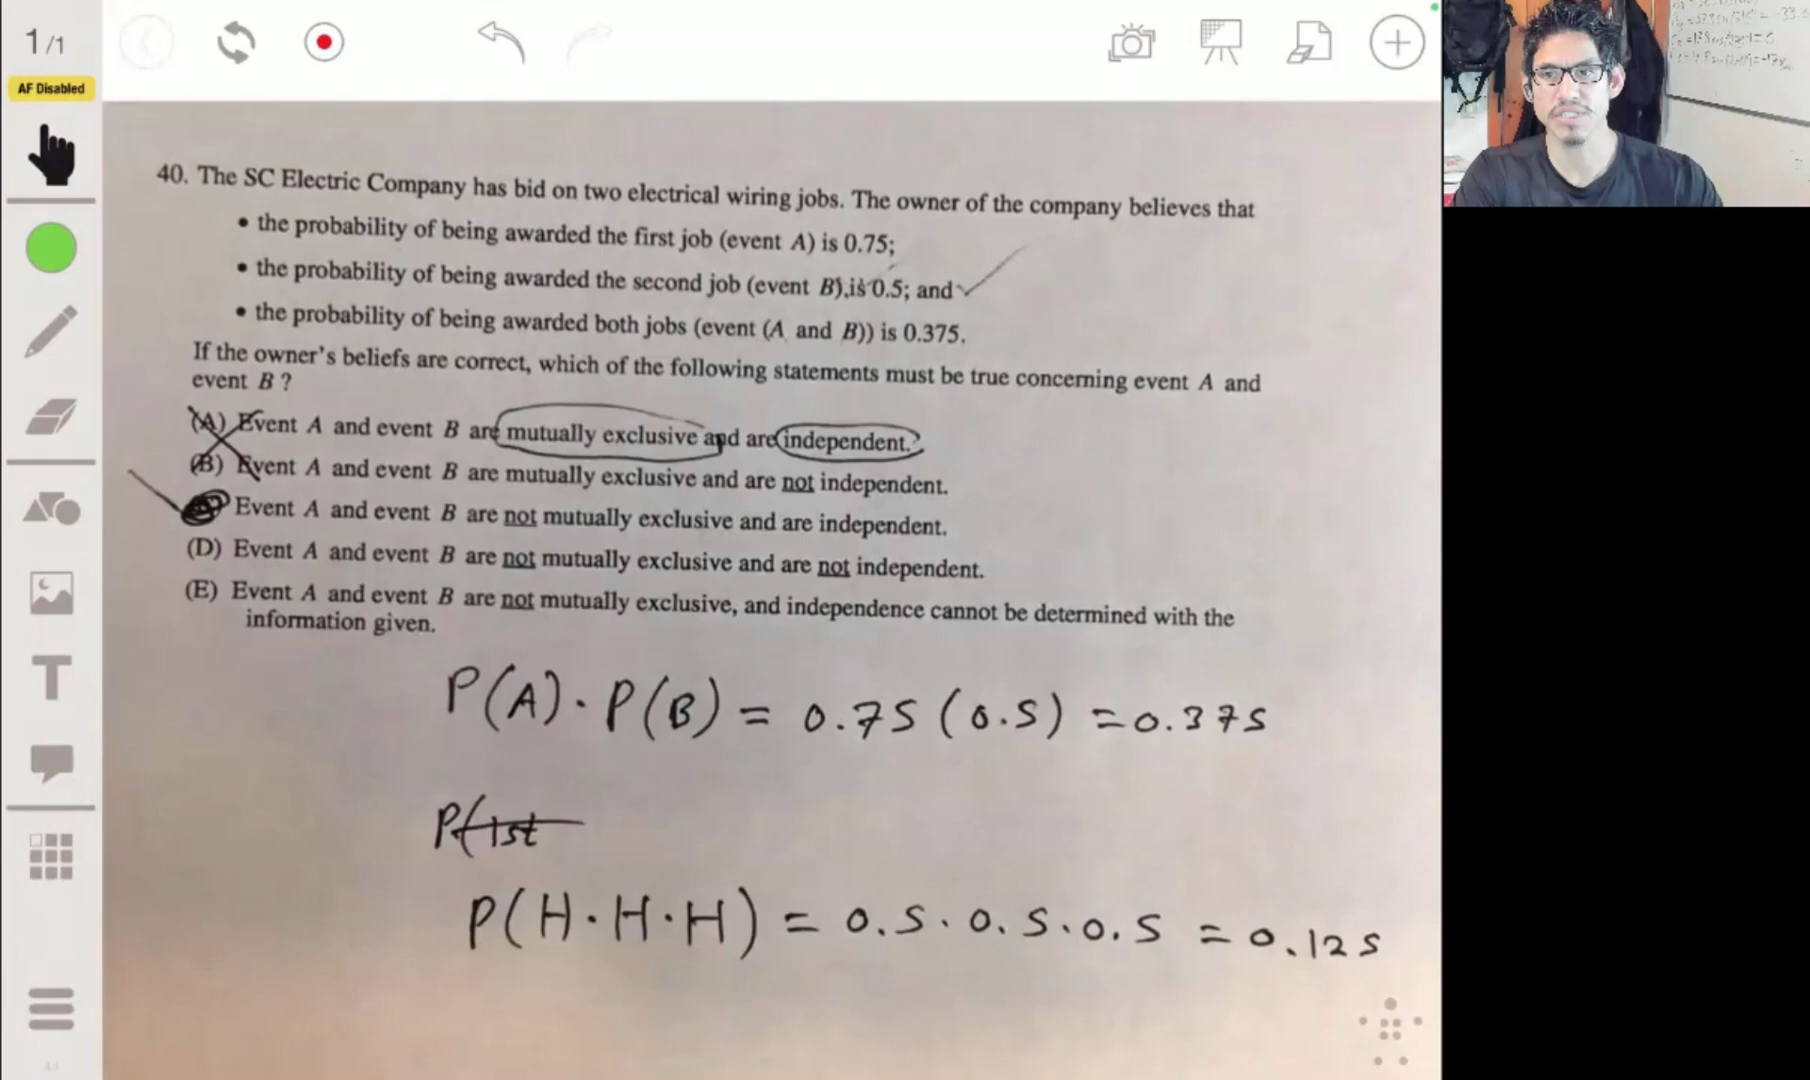 1/1
AF Disabled
40. The SC Electric Company has bid on two electrical wiring jobs. The owner of the company believes that
• the probability of being awarded the first job (event A) is 0.75;
• the probability of being awarded the second job (event B) is 0.5; and
• the probability of being awarded both jobs (event (A and B)) is 0.375.
If the owner's beliefs are correct, which of the following statements must be true concerning event A and
event B ?
(A) Event A and event B are mutually exclusive and are independent.
(B) Event A and event B are mutually exclusive and are not independent.
Event A and event B are not mutually exclusive and are independent.
(D) Event A and event B are not mutually exclusive and are not independent.
(E) Event A and event B are not mutually exclusive, and independence cannot be determined with the
information given.
P(A) · P(B) = 0.75 (0.5) = 0.375
P(1st
P(H · H · H) = 0.5 · 0.5 · 0.5 = 0.125
T